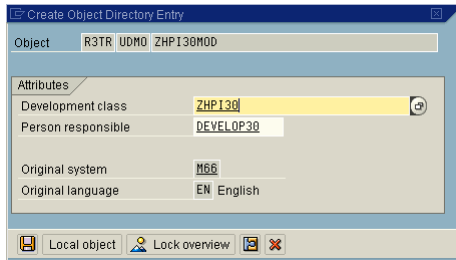 Create Object Directory Entry
Object R3TR UDMO ZHPI30MOD
Attributes
Development class ZHPI30
Person responsible DEVELOP30
Original system M66
Original language EN English
Local object Lock overview